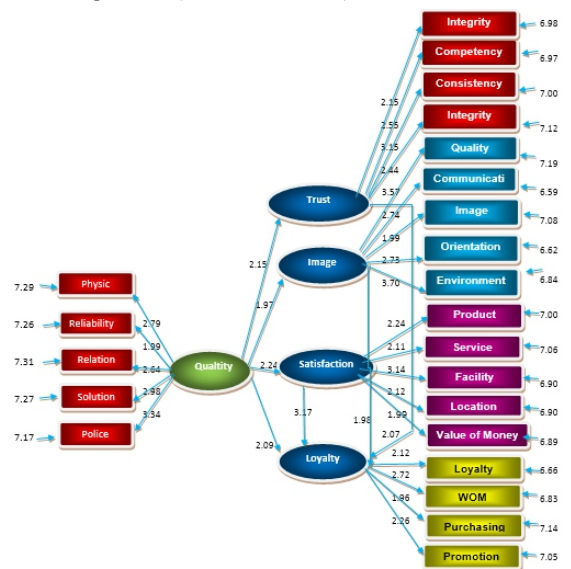 Integrity
6.98
Competency
6.97
Consistency
7.00
2.15
Integrity
7.12
2.55
Quality
3.15
7.19
2.44
Communicati
6.59
3.57
Trust
2.74
Image
7.08
1.99
Orientation
6.62
2.73
Image
2.15
Environment
6.84
3.70
7.29
Physic
1.97
Product
7.00
2.24
7.26
Reliability
2.79
2.11
Service
7.06
1.99
7.31
Relation
2.64
Qualtity
2.24
Satisfaction
3.14
Facility
6.90
7.27
Solution
2.98
2.12
Location
6.90
3.34
3.17
1.98
1.99
7.17
Police
2.07
Value of Money
6.89
2.09
2.12
Loyalty
Loyalty
6.66
2.72
WOM
6.83
1.96
Purchasing
7.14
2.26
Promotion
7.05